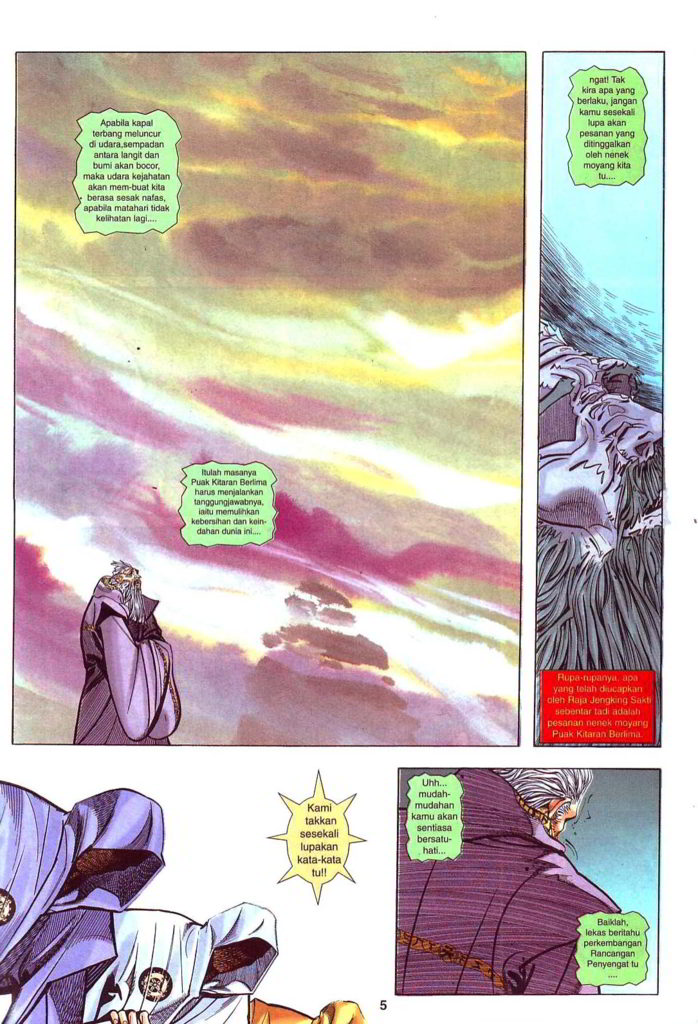 Apabila kapal
terbang meluncur
di udara,sempadan
antara langit dan
bumi akan bocor,
maka udara kejahatan
akan mem-buat kita
berasa sesak nafas,
apabila matahari tidak
kelihatan lagi....
Itulah masanya
Puak Kitaran Berlima
harus menjalankan
tanggungjawabnya,
iaitu memulihkan
kebersihan dan kein-
dahan dunia ini....
ngat! Tak
kira apa yang
berlaku, jangan
kamu sesekali
lupa akan
pesanan yang
ditinggalkan
oleh nenek
moyang kita
tu....
Rupa-rupanya, apa
yang telah diucapkan
oleh Raja Jengking Sakti
sebentar tadi adalah
pesanan nenek moyang
Puak Kitaran Berlima.
Kami
takkan
sesekali
lupakan
kata-kata
tu!!
Uhh...
mudah-
mudahan
kamu akan
sentiasa
bersatu-
hati...
Baiklah,
lekas beritahu
perkembangan
Rancangan
Penyengat tu
....
5